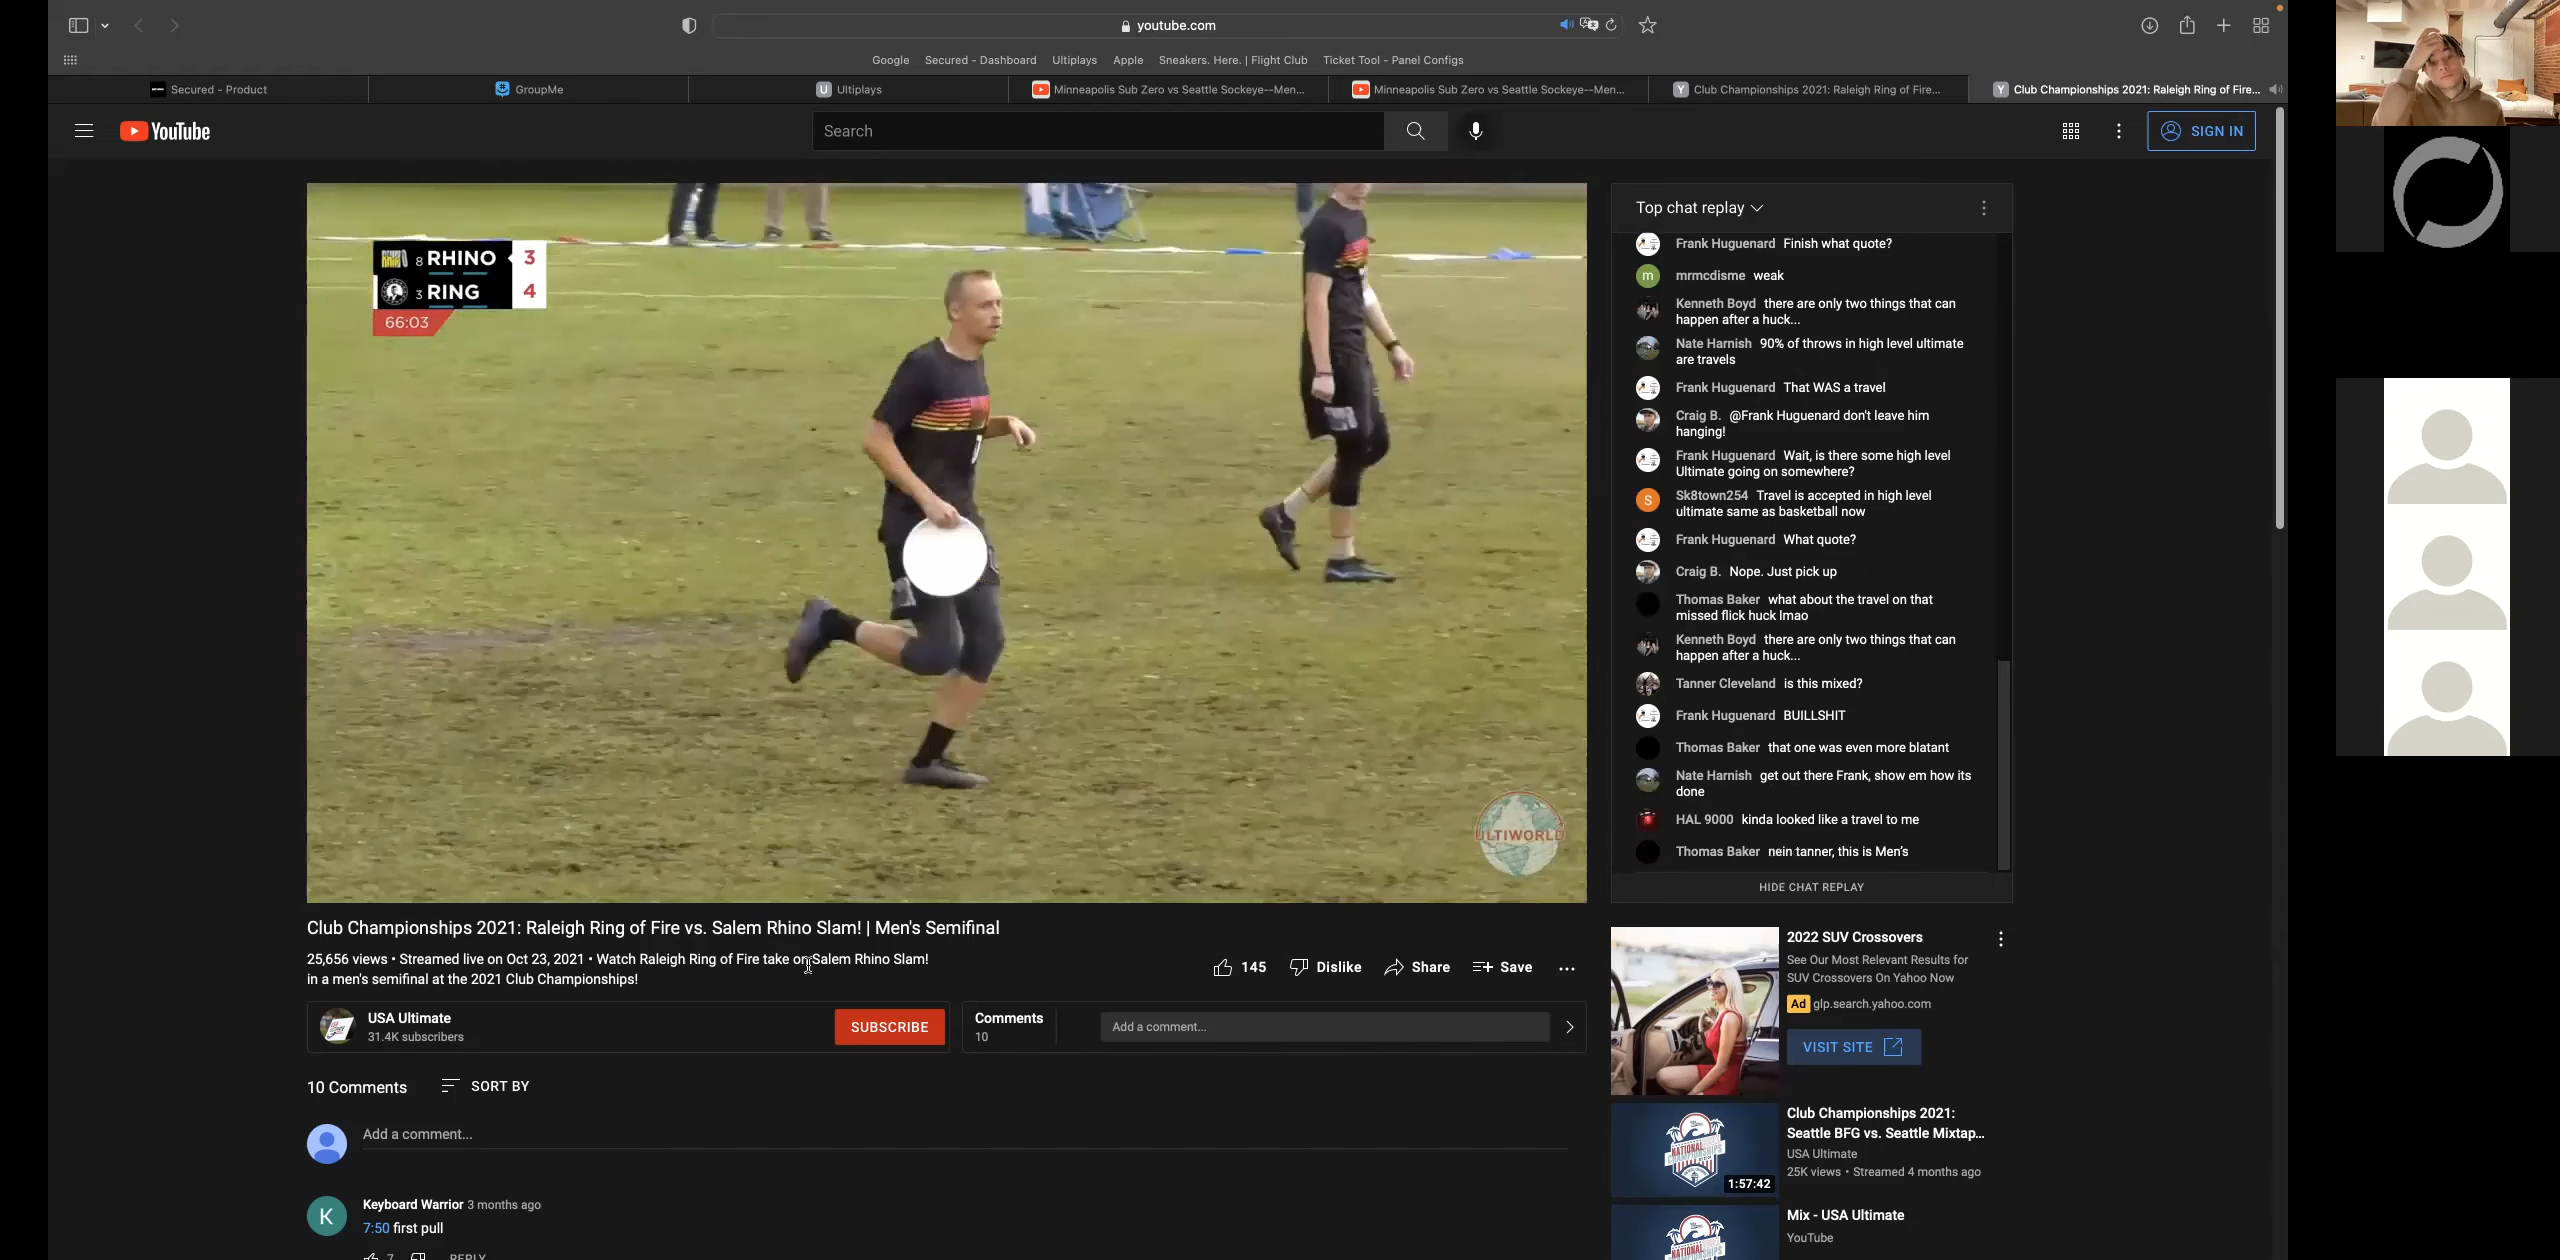 youtube.com
Google Secured - Dashboard Ultiplays Apple Sneakers. Here. | Flight Club Ticket Tool - Panel Configs
Secured - Product
GroupMe
U Ultiplays
Minneapolis Sub Zero vs Seattle Sockeye--Men...
Minneapolis Sub Zero vs Seattle Sockeye--Men...
Y Club Championships 2021: Raleigh Ring of Fire...
Y Club Championships 2021: Raleigh Ring of Fire...
YouTube
Search
SIGN IN
8 RHINO 3
3 RING 4
66:03
ULTIWORLD
Top chat replay
Frank Huguenard Finish what quote?
m mrmcdisme weak
Kenneth Boyd there are only two things that can
happen after a huck...
Nate Harnish 90% of throws in high level ultimate
are travels
Frank Huguenard That WAS a travel
Craig B. @Frank Huguenard don't leave him
hanging!
Frank Huguenard Wait, is there some high level
Ultimate going on somewhere?
S Sk8town254 Travel is accepted in high level
ultimate same as basketball now
Frank Huguenard What quote?
Craig B. Nope. Just pick up
Thomas Baker what about the travel on that
missed flick huck lmao
Kenneth Boyd there are only two things that can
happen after a huck...
Tanner Cleveland is this mixed?
Frank Huguenard BUILLSHIT
Thomas Baker that one was even more blatant
Nate Harnish get out there Frank, show em how its
done
HAL 9000 kinda looked like a travel to me
Thomas Baker nein tanner, this is Men's
HIDE CHAT REPLAY
Club Championships 2021: Raleigh Ring of Fire vs. Salem Rhino Slam! | Men's Semifinal
25,656 views • Streamed live on Oct 23, 2021 • Watch Raleigh Ring of Fire take on Salem Rhino Slam!
in a men's semifinal at the 2021 Club Championships!
145 Dislike Share Save
USA Ultimate
31.4K subscribers
SUBSCRIBE
Comments
10
Add a comment...
10 Comments SORT BY
Add a comment...
K Keyboard Warrior 3 months ago
7:50 first pull
7 REPLY
2022 SUV Crossovers
See Our Most Relevant Results for
SUV Crossovers On Yahoo Now
Ad glp.search.yahoo.com
VISIT SITE
NATIONAL
1:57:42
Club Championships 2021:
Seattle BFG vs. Seattle Mixtap...
USA Ultimate
25K views • Streamed 4 months ago
NATIONAL
Mix - USA Ultimate
YouTube